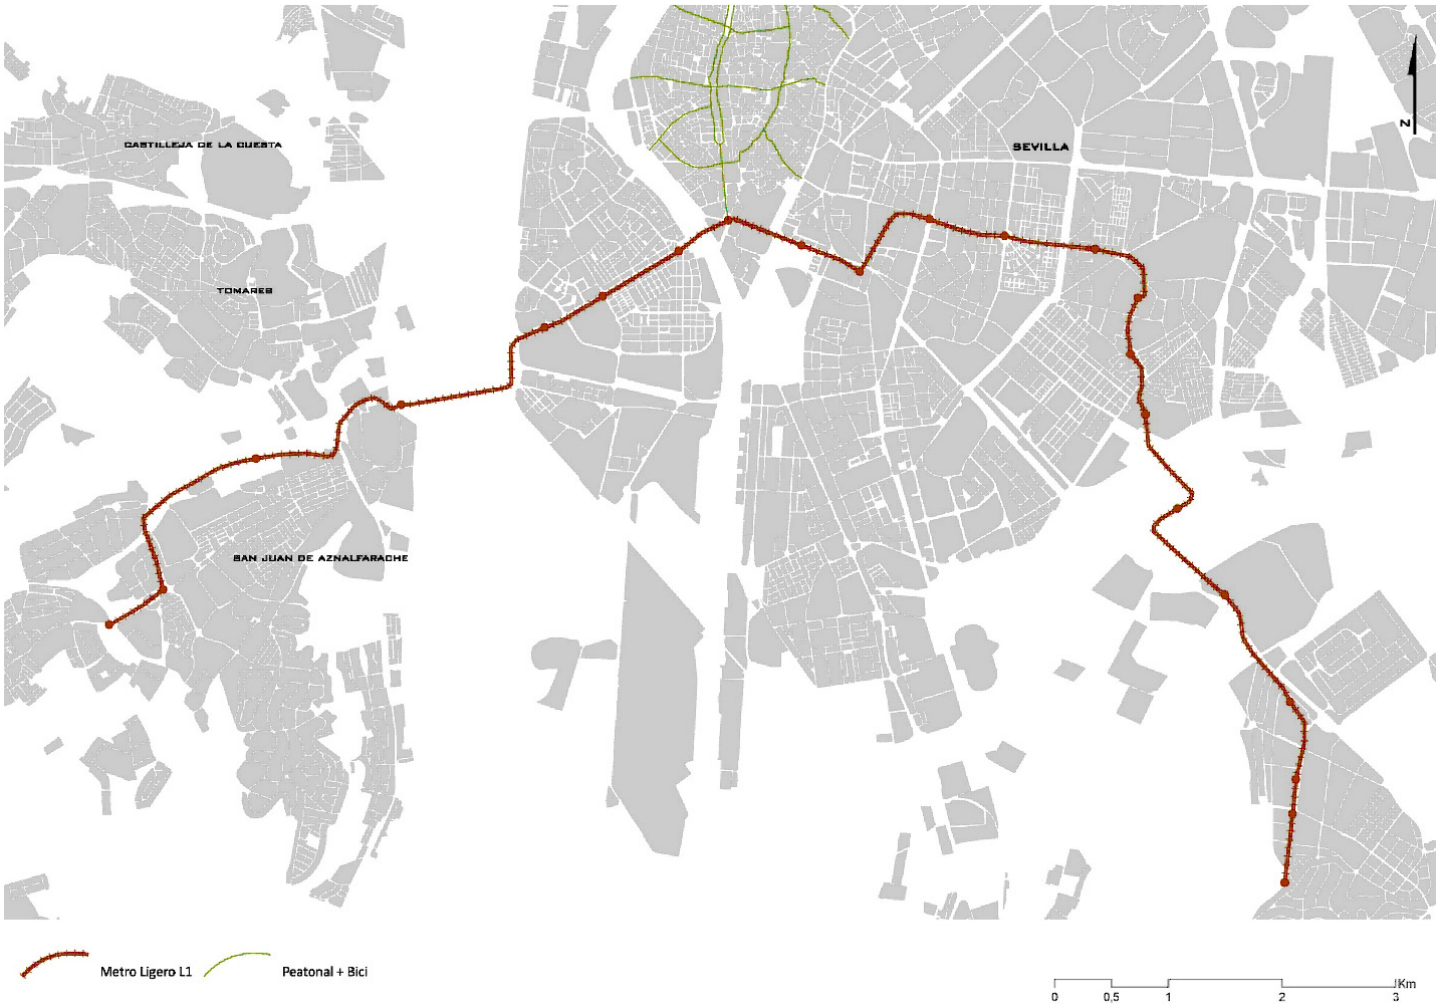 CASTILLEJA DE LA CUESTA
SEVILLA
N
TOMARES
SAN JUAN DE AZNALFARACHE
Metro Ligero L1
Peatonal + Bici
Km
0 0,5 1 2 3